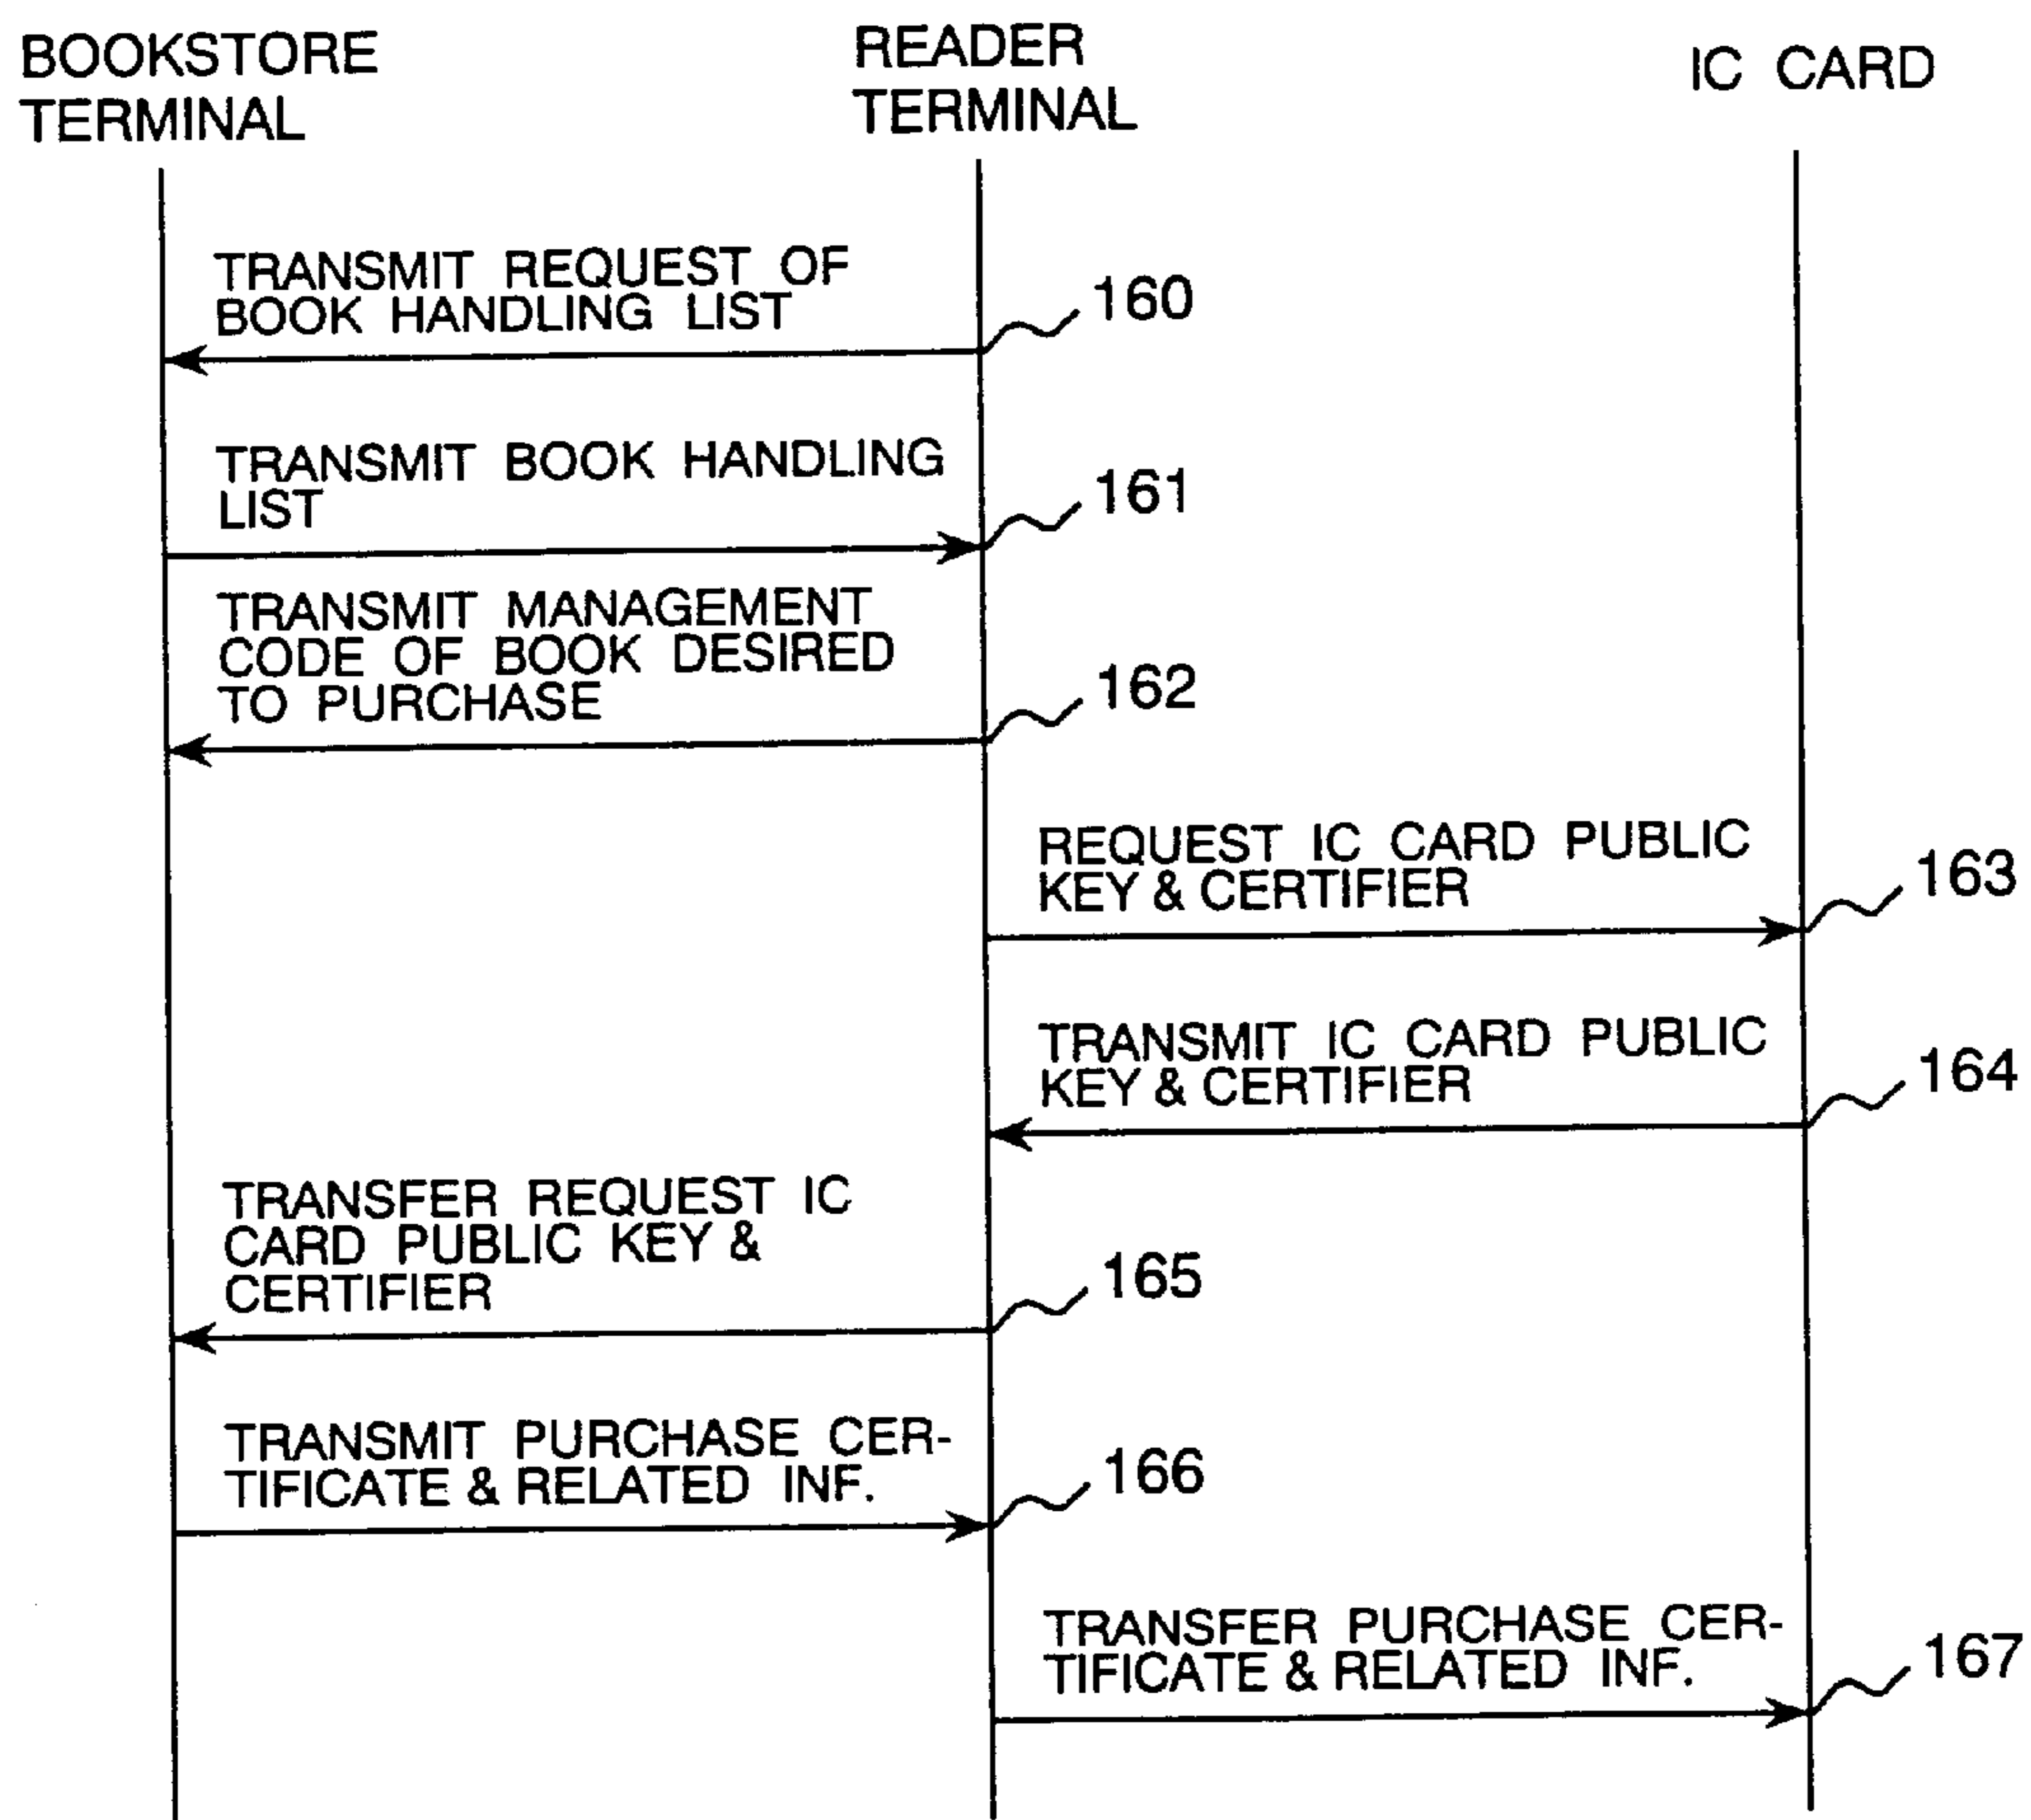 BOOKSTORE
TERMINAL
READER
TERMINAL
IC CARD
TRANSMIT REQUEST OF
BOOK HANDLING LIST
160
TRANSMIT BOOK HANDLING
LIST
161
TRANSMIT MANAGEMENT
CODE OF BOOK DESIRED
TO PURCHASE
162
REQUEST IC CARD PUBLIC
KEY & CERTIFIER
163
TRANSMIT IC CARD PUBLIC
KEY & CERTIFIER
164
TRANSFER REQUEST IC
CARD PUBLIC KEY &
CERTIFIER
165
TRANSMIT PURCHASE CER-
TIFICATE & RELATED INF.
166
TRANSFER PURCHASE CER-
TIFICATE & RELATED INF.
167